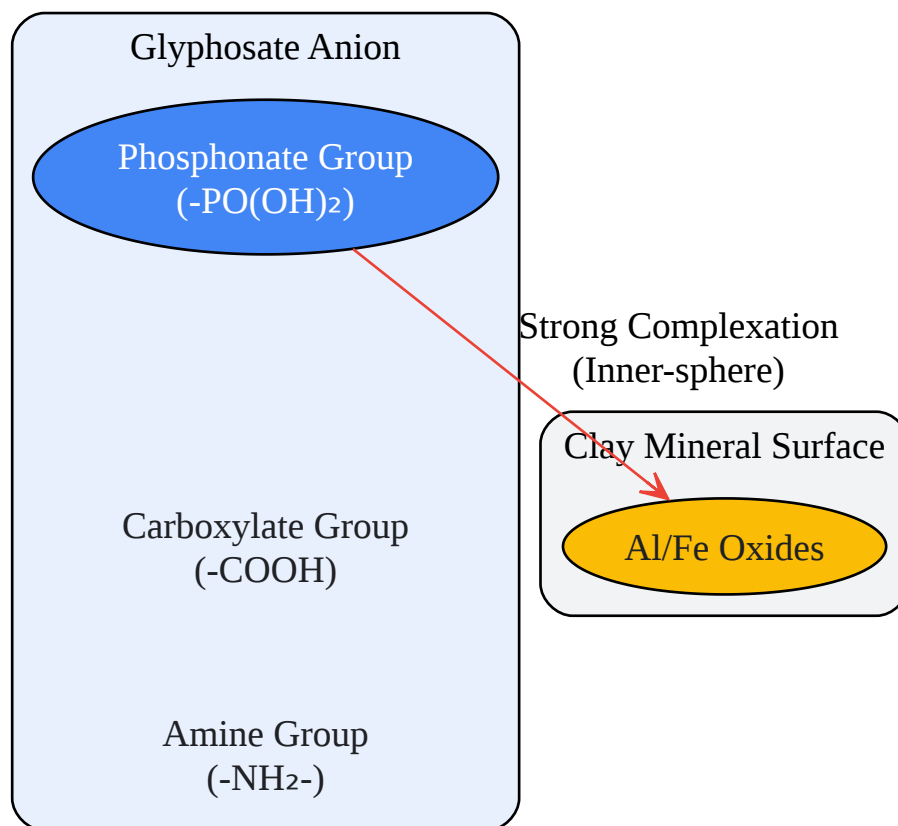 Glyphosate Anion
Phosphonate Group
(-PO(OH)₂)
Strong Complexation
(Inner-sphere)
Clay Mineral Surface
Al/Fe Oxides
Carboxylate Group
(-COOH)
Amine Group
(-NH₂-)